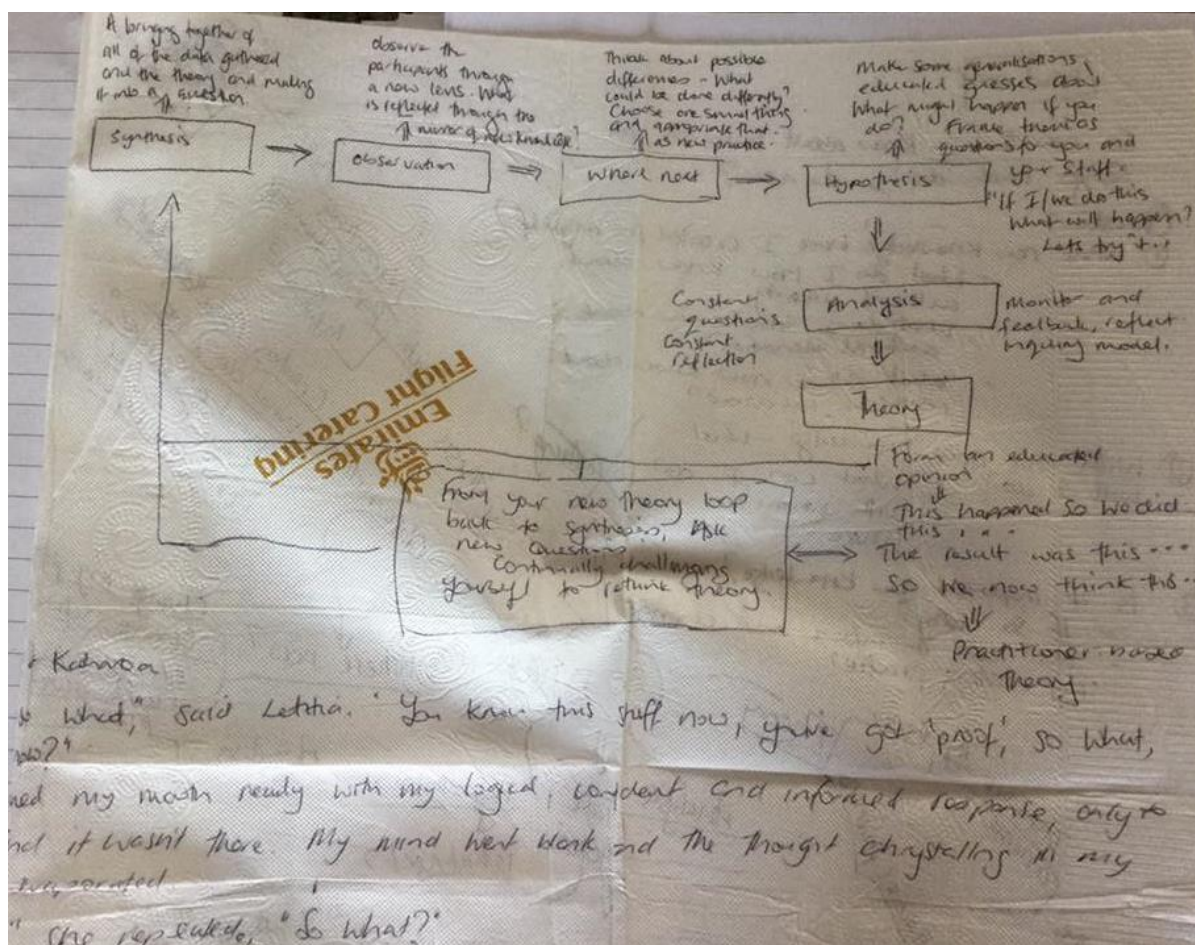 A bringing together of
all of the data gathered
and the theory and making
it into a question
Synthesis
observe the
participants through
a new lens. What
is reflected through the
mirror of new knowledge?
observation
Think about possible
differences - What
could be done differently?
Choose one small thing
and appropriate that
as new practice.
Where next
Make some generalisations,
educated guesses about
What might happen if you
do? Frame them as
questions for you and
your staff.
"If I/we do this
What will happen?
Lets try it...
Hypothesis
Constant
questions
Constant
reflection
Analysis
Monitor and
feedback, reflect
inquiry model.
Theory
Form an educated
opinion
This happened so we did
this . . . .
The result was this ...
So we now think this ..
Practitioner based
Theory.
Emirates
Flight Catering
From your new theory loop
back to synthesis, Ask
new Questions.
Continually challenging
yourself to rethink theory.
what," said Letitia. "You know this stuff now, you've got 'proof', so what,
my mouth ready with my logical, confident and informed response, only to
it wasn't there. My mind went blank and the thought chrystalling in my
she repeated, "So what?"